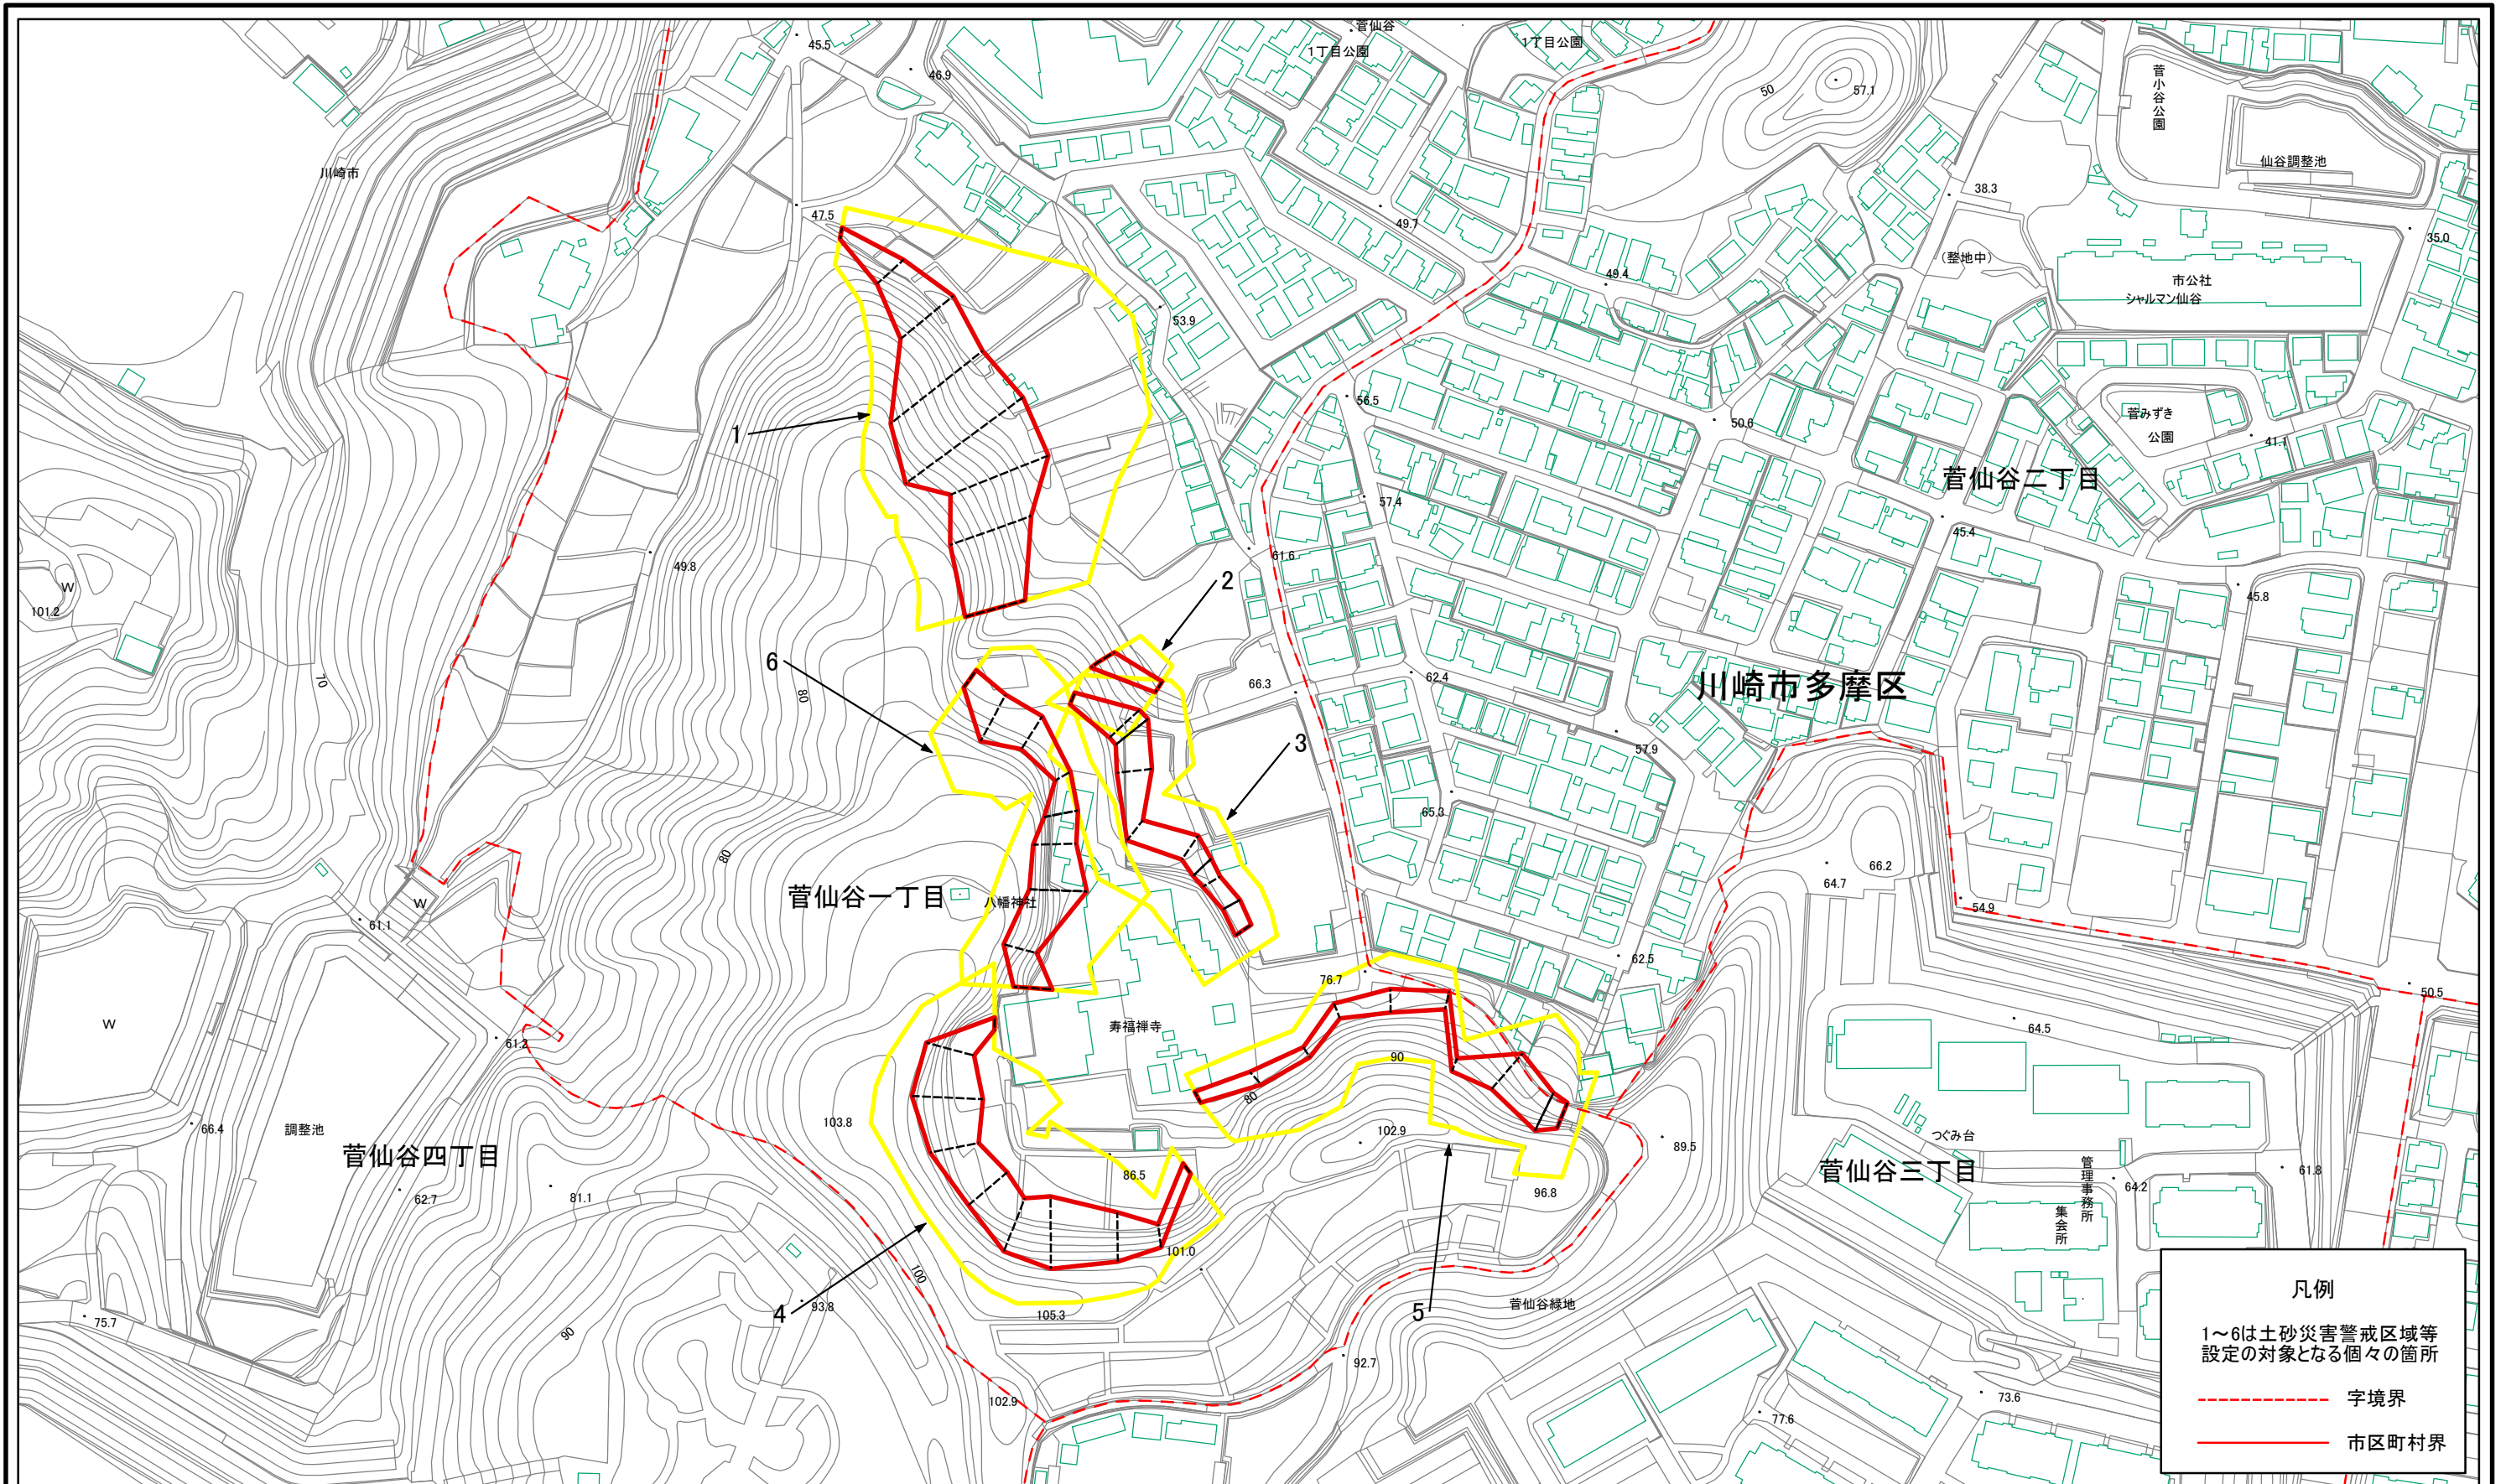 菅仙谷
1丁目公園
1丁目公園
45.5
46.9
50
57.1
菅小谷公園
仙谷調整池
川崎市
47.5
49.7
38.3
35.0
(整地中)
49.4
市公社
シャルマン仙谷
53.9
56.5
50.6
菅みずき
公園
41.1
1
菅仙谷二丁目
57.4
45.4
61.6
49.8
2
W
101.2
45.8
6
70
80
66.3
62.4
川崎市多摩区
3
57.9
65.3
80
66.2
64.7
菅仙谷一丁目
八幡神社
W
61.1
54.9
62.5
76.7
50.5
W
寿福禅寺
64.5
61.2
90
80
66.4
調整池
103.8
102.9
つぐみ台
89.5
菅仙谷四丁目
86.5
菅仙谷三丁目
管理事務所
61.8
64.2
62.7
81.1
96.8
集会所
101.0
100
4
93.8
105.3
5
菅仙谷緑地
75.7
90
92.7
102.9
73.6
77.6
凡例
1~6は土砂災害警戒区域等
設定の対象となる個々の箇所
字境界
市区町村界